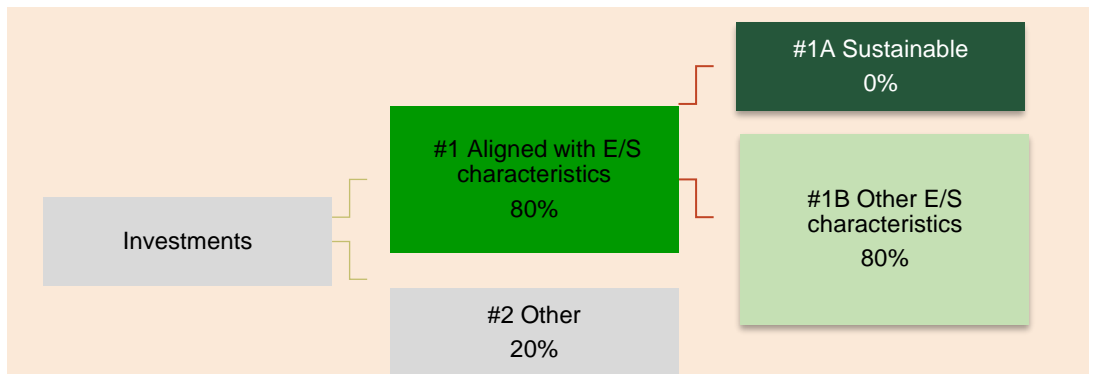 Investments
#1 Aligned with E/S
characteristics
80%
#2 Other
20%
#1A Sustainable
0%
#1B Other E/S
characteristics
80%